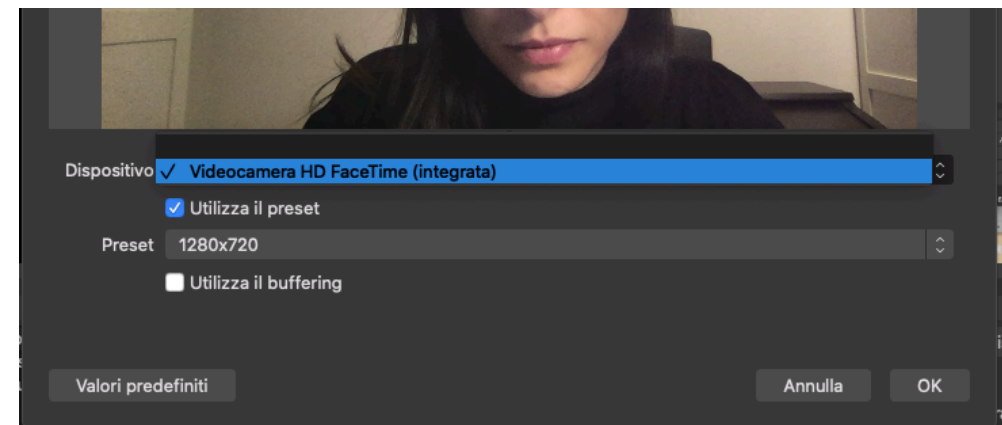 Dispositivo ✓ Videocamera HD FaceTime (integrata)
Utilizza il preset
Preset 1280x720
Utilizza il buffering
Valori predefiniti Annulla OK